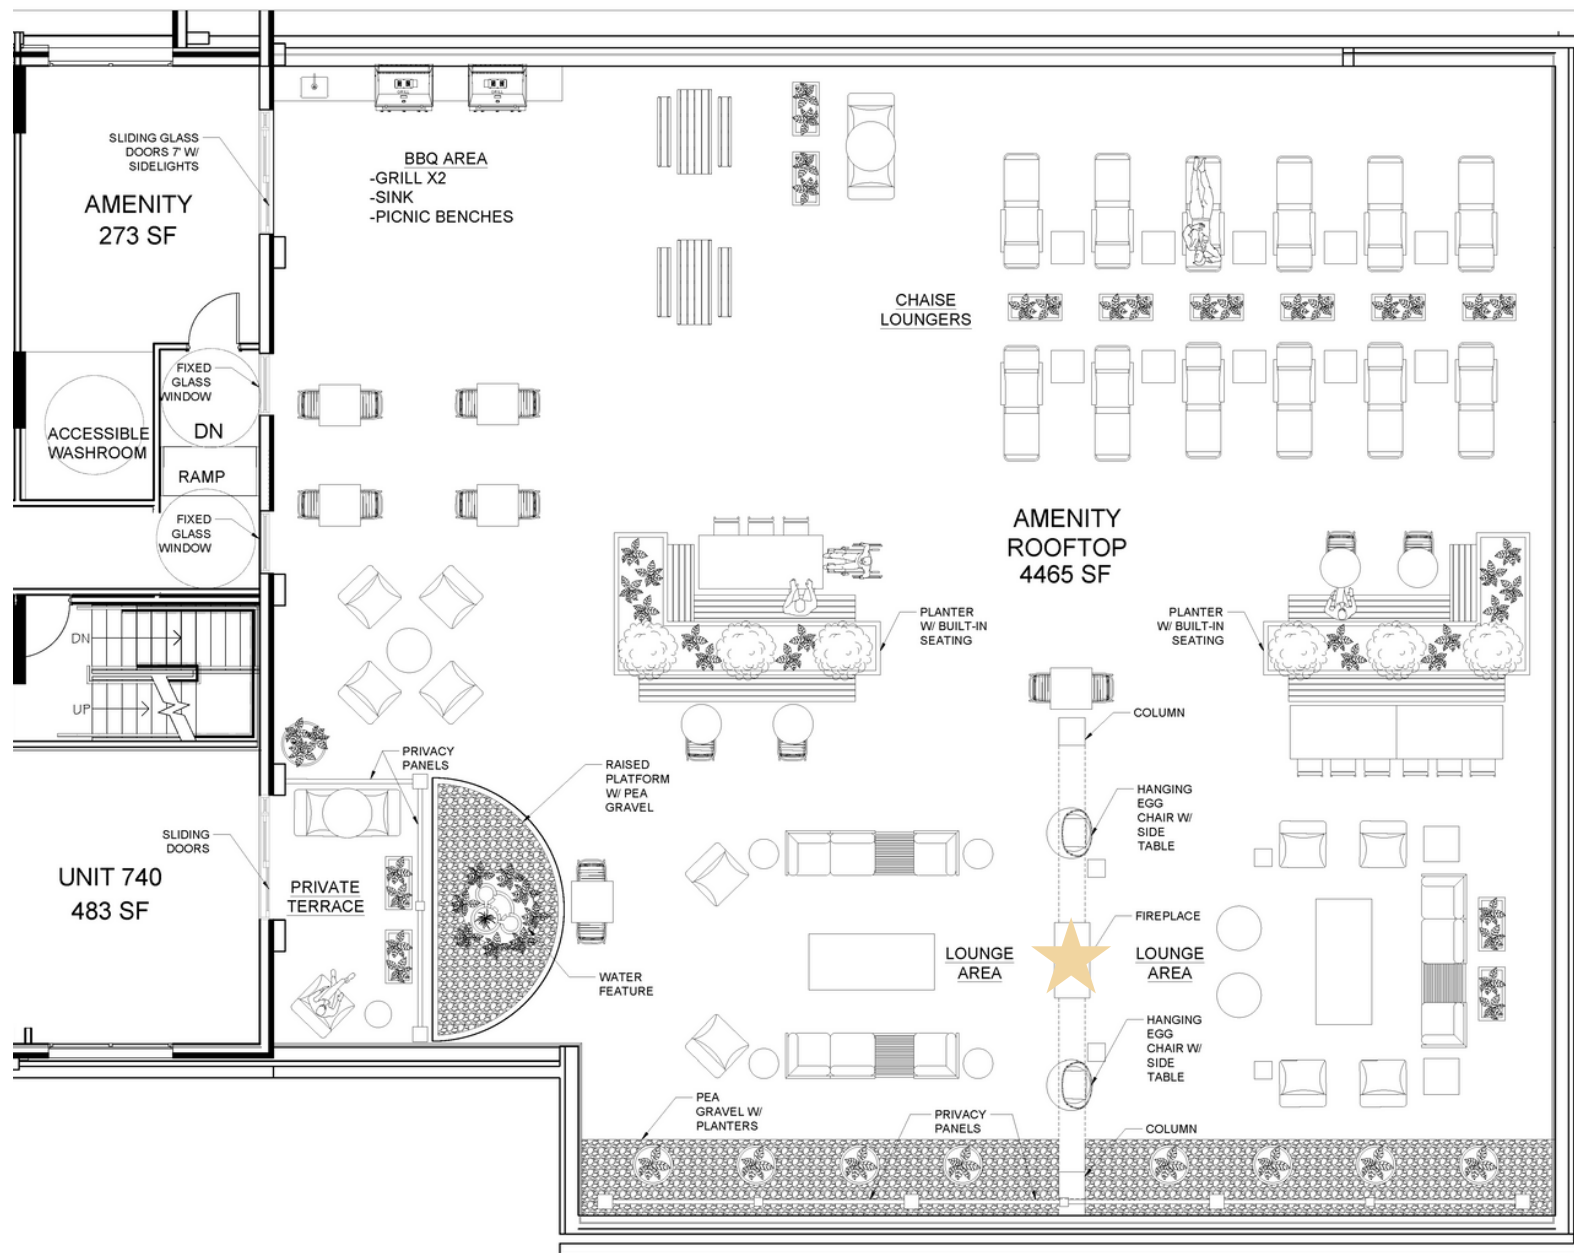 SLIDING GLASS
DOORS 7' W/
SIDELIGHTS
AMENITY
273 SF
BBQ AREA
-GRILL X2
-SINK
-PICNIC BENCHES
GRILL
GRILL
CHAISE
LOUNGERS
FIXED
GLASS
WINDOW
ACCESSIBLE
WASHROOM
DN
RAMP
FIXED
GLASS
WINDOW
AMENITY
ROOFTOP
4465 SF
DN
UP
PLANTER
W/ BUILT-IN
SEATING
PLANTER
W/ BUILT-IN
SEATING
COLUMN
PRIVACY
PANELS
RAISED
PLATFORM
W/ PEA
GRAVEL
HANGING
EGG
CHAIR W/
SIDE
TABLE
SLIDING
DOORS
UNIT 740
483 SF
PRIVATE
TERRACE
FIREPLACE
LOUNGE
AREA
LOUNGE
AREA
WATER
FEATURE
HANGING
EGG
CHAIR W/
SIDE
TABLE
PEA
GRAVEL W/
PLANTERS
PRIVACY
PANELS
COLUMN